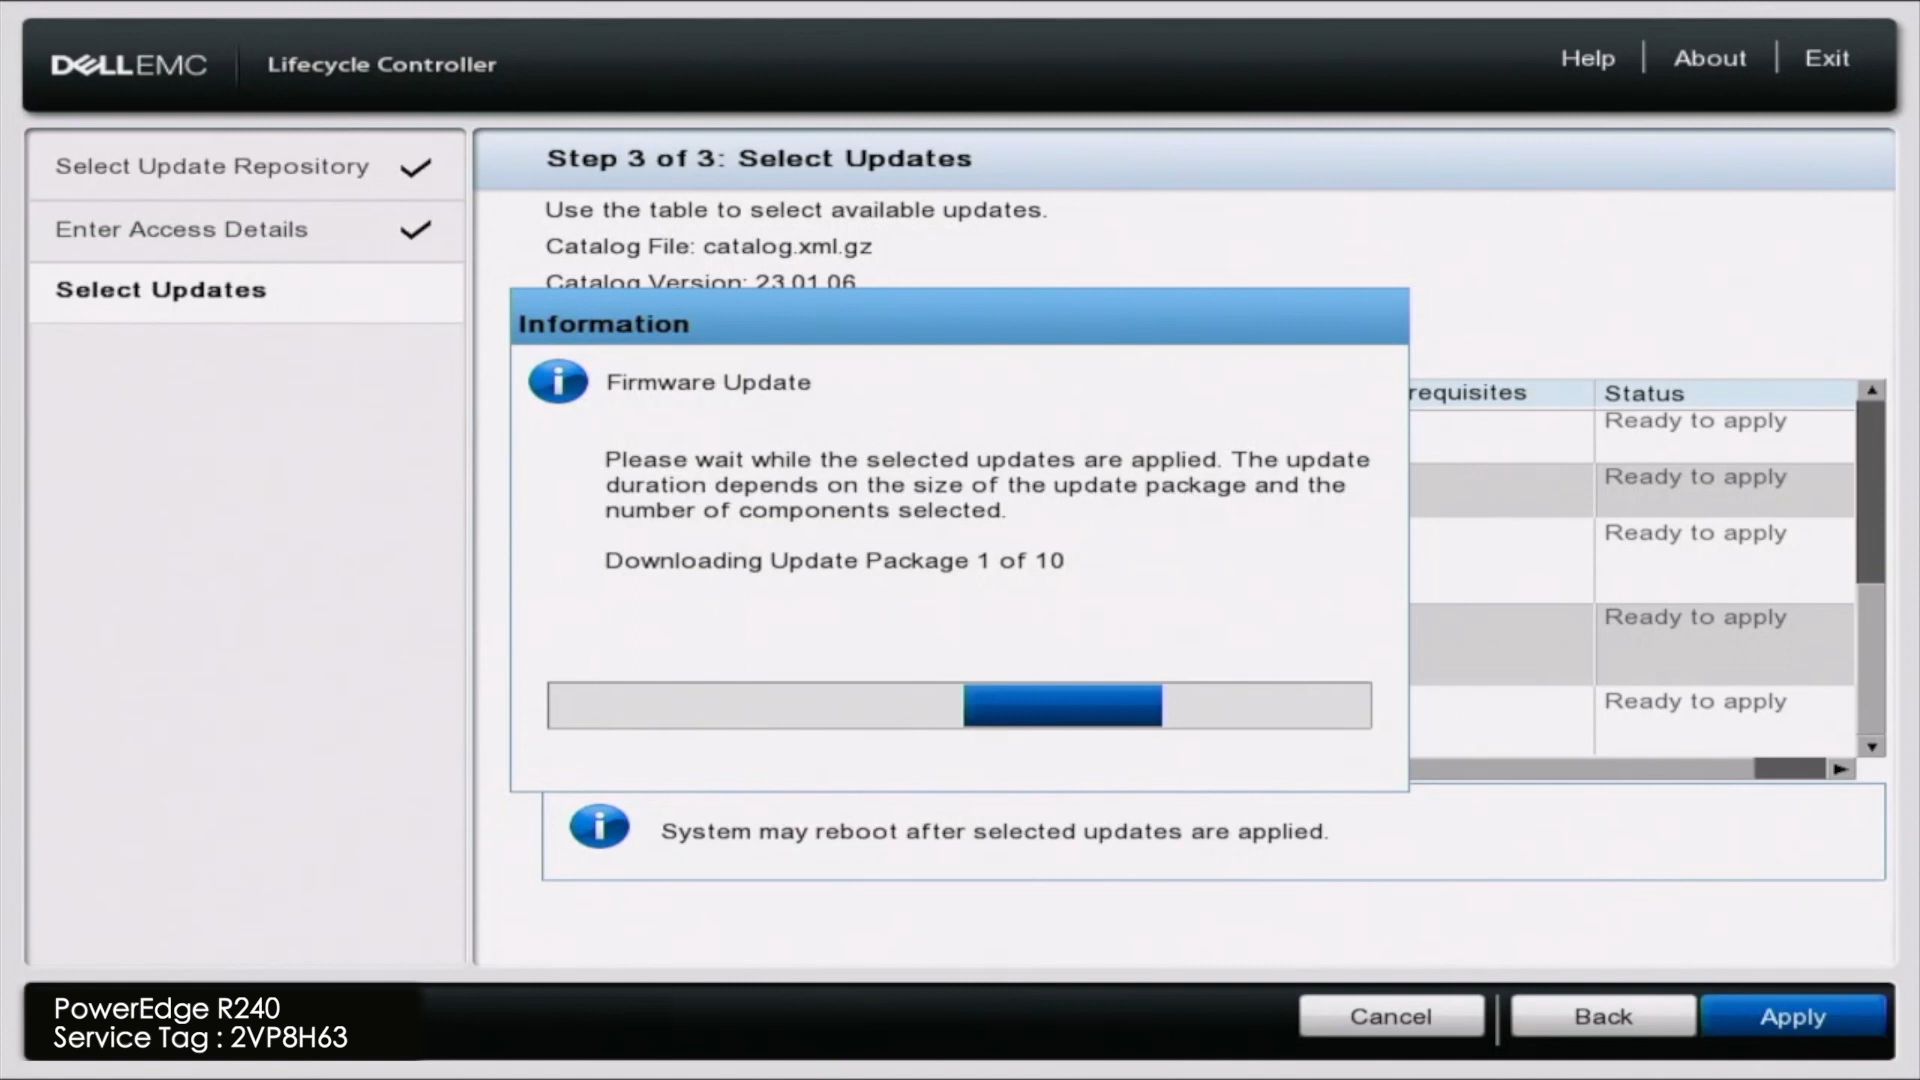 DELLEMC
Lifecycle Controller
Help
About
Exit
Select Update Repository
Enter Access Details
Select Updates
Step 3 of 3: Select Updates
Use the table to select available updates.
Catalog File: catalog.xml.gz
Catalog Version: 23.01.06
Information
Firmware Update
Please wait while the selected updates are applied. The update
duration depends on the size of the update package and the
number of components selected.
Downloading Update Package 1 of 10
requisites
Status
Ready to apply
Ready to apply
Ready to apply
Ready to apply
Ready to apply
System may reboot after selected updates are applied.
PowerEdge R240
Service Tag : 2VP8H63
Cancel
Back
Apply